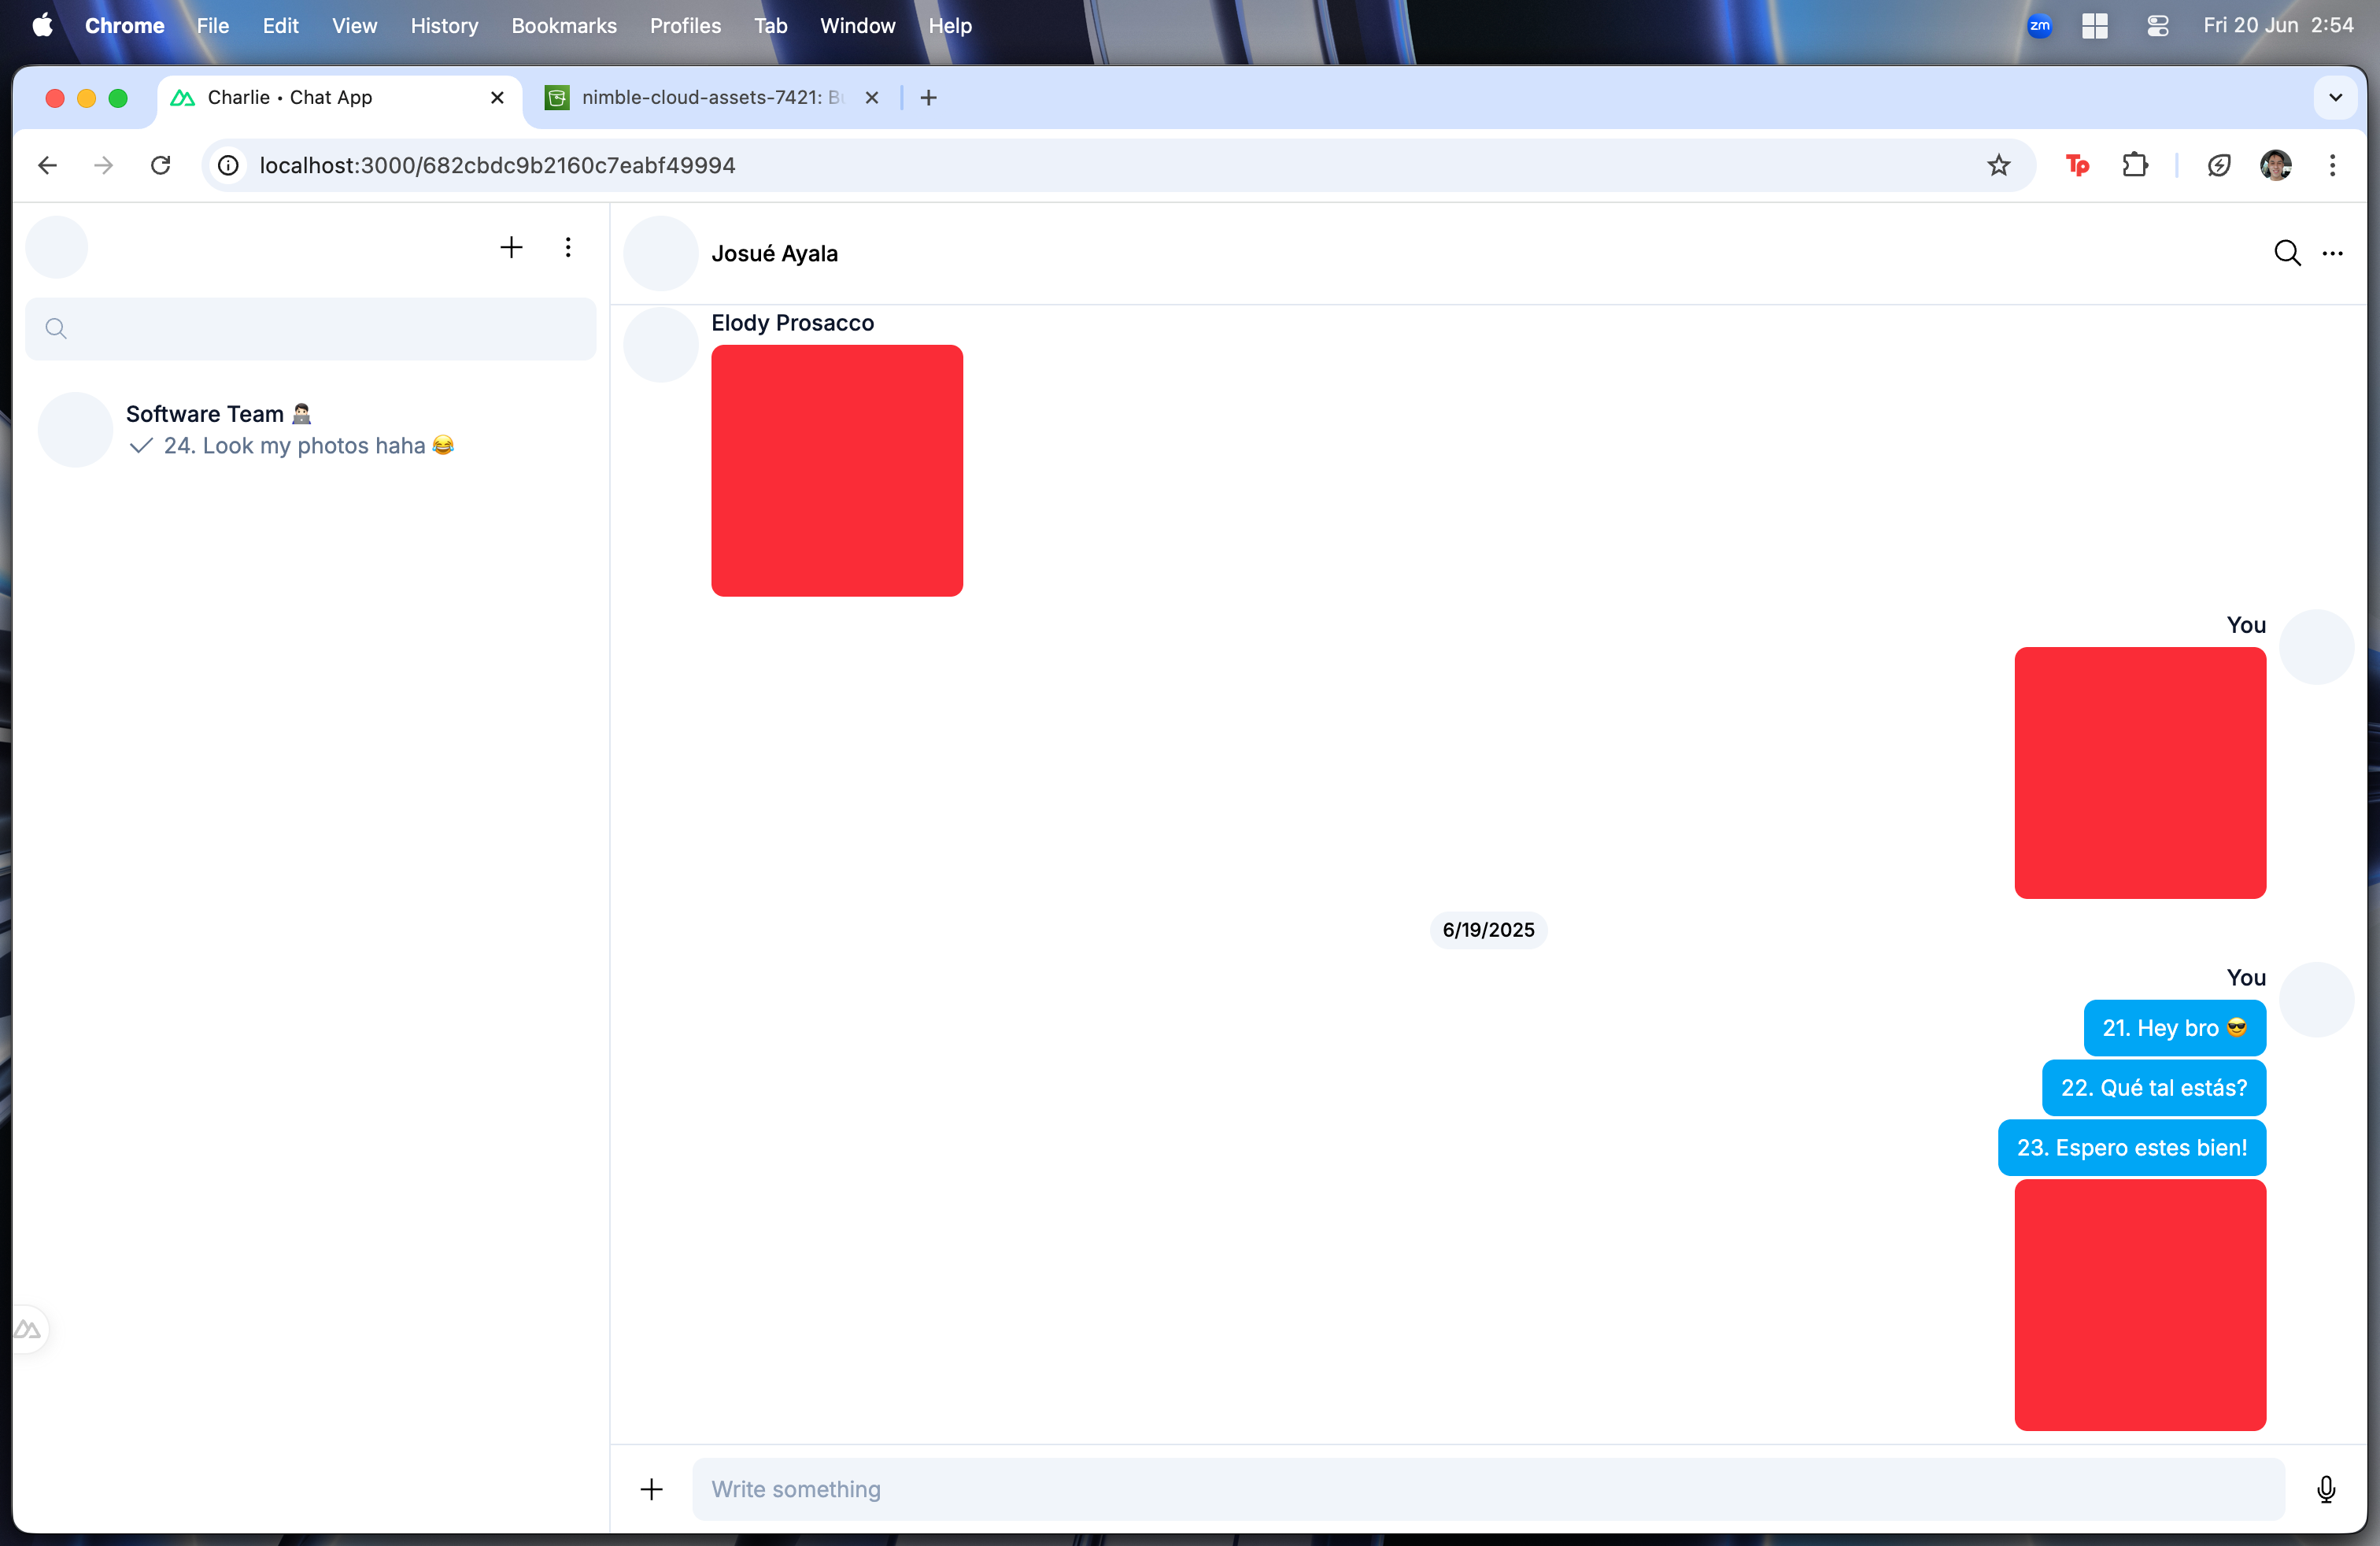 Chrome File Edit View History Bookmarks Profiles Tab Window Help
zm
Fri 20 Jun 2:54
Charlie • Chat App
nimble-cloud-assets-7421:
localhost:3000/682cbdc9b2160c7eabf49994
Tp
Josué Ayala
Software Team 👨🏻‍💻
24. Look my photos haha 😂
Elody Prosacco
You
6/19/2025
You
21. Hey bro 😎
22. Qué tal estás?
23. Espero estes bien!
Write something